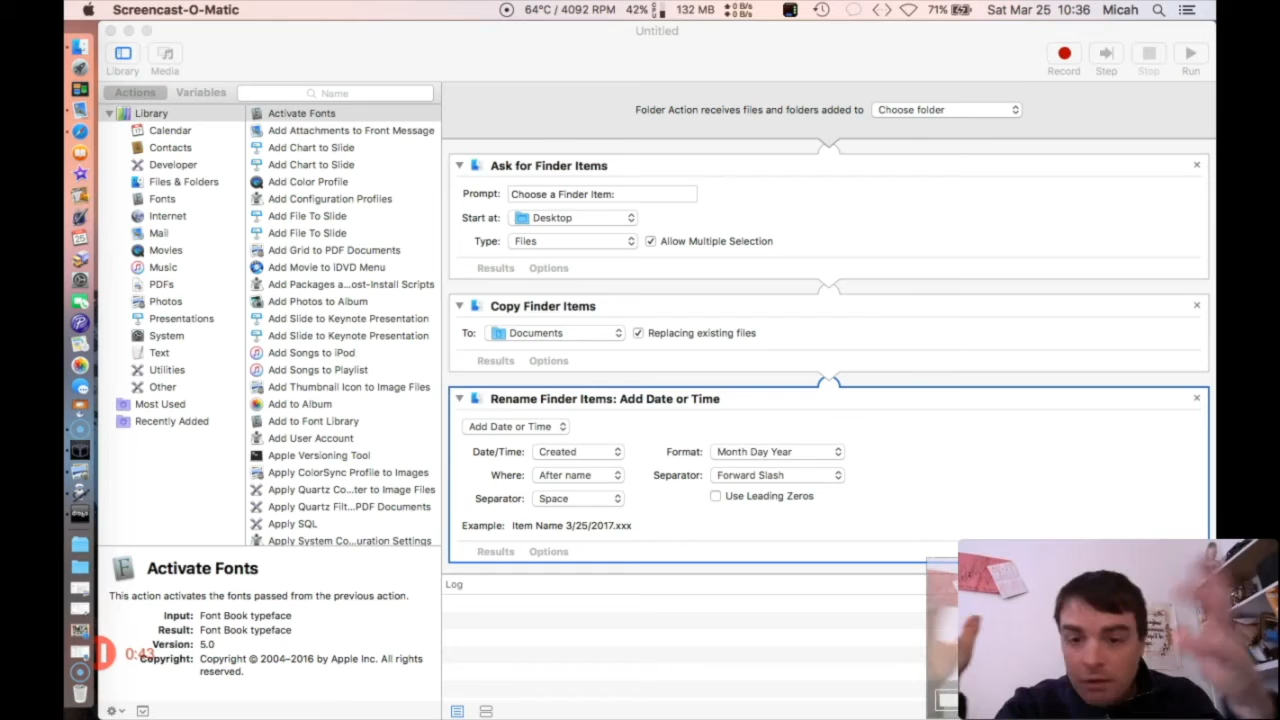 Screencast-O-Matic 64°C / 4092 RPM 42% 132 MB 0 B/s 0 B/s 71% Sat Mar 25 10:36 Micah
Untitled
Library Media Record Step Stop Run
Actions Variables Name
Library
Calendar
Contacts
Developer
Files & Folders
Fonts
Internet
Mail
Movies
Music
PDFs
Photos
Presentations
System
Text
Utilities
Other
Most Used
Recently Added
Activate Fonts
Add Attachments to Front Message
Add Chart to Slide
Add Chart to Slide
Add Color Profile
Add Configuration Profiles
Add File To Slide
Add File To Slide
Add Grid to PDF Documents
Add Movie to iDVD Menu
Add Packages a...ost-Install Scripts
Add Photos to Album
Add Slide to Keynote Presentation
Add Slide to Keynote Presentation
Add Songs to iPod
Add Songs to Playlist
Add Thumbnail Icon to Image Files
Add to Album
Add to Font Library
Add User Account
Apple Versioning Tool
Apply ColorSync Profile to Images
Apply Quartz Co...ter to Image Files
Apply Quartz Filt...PDF Documents
Apply SQL
Apply System Co...uration Settings
Folder Action receives files and folders added to Choose folder
Ask for Finder Items
Prompt: Choose a Finder Item:
Start at: Desktop
Type: Files Allow Multiple Selection
Results Options
Copy Finder Items
To: Documents Replacing existing files
Results Options
Rename Finder Items: Add Date or Time
Add Date or Time
Date/Time: Created Format: Month Day Year
Where: After name Separator: Forward Slash
Separator: Space Use Leading Zeros
Example: Item Name 3/25/2017.xxx
Results Options
Log
Activate Fonts
This action activates the fonts passed from the previous action.
Input: Font Book typeface
Result: Font Book typeface
Version: 5.0
Copyright: Copyright © 2004–2016 by Apple Inc. All rights
reserved.
0:43